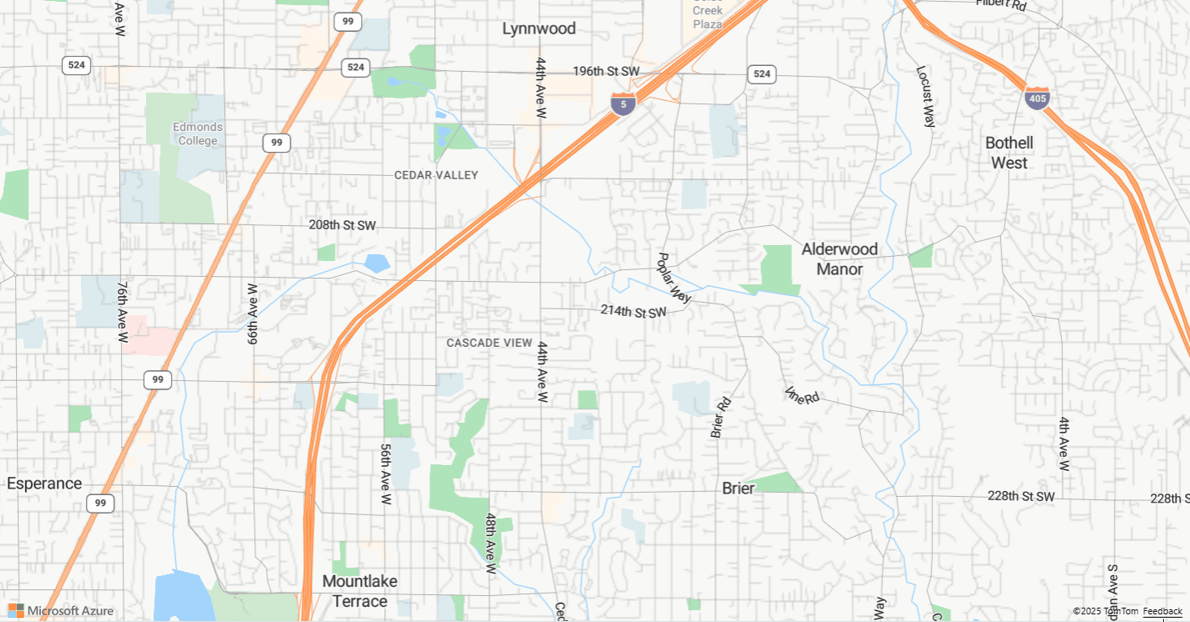 Ave W
99
Lynnwood
Creek
Plaza
Filbert Rd
524
524
44th Ave W
196th St SW
524
5
Locust Way
405
Edmonds
College
99
Bothell
West
CEDAR VALLEY
208th St SW
Alderwood
Manor
Poplar Way
76th Ave W
66th Ave W
214th St SW
CASCADE VIEW
44th Ave W
99
Vine Rd
Brier Rd
56th Ave W
4th Ave W
Esperance
99
Brier
228th St SW
228th S
48th Ave W
Mountlake
Terrace
Ced
Way
an Ave S
Microsoft Azure
©2025 TomTom Feedback